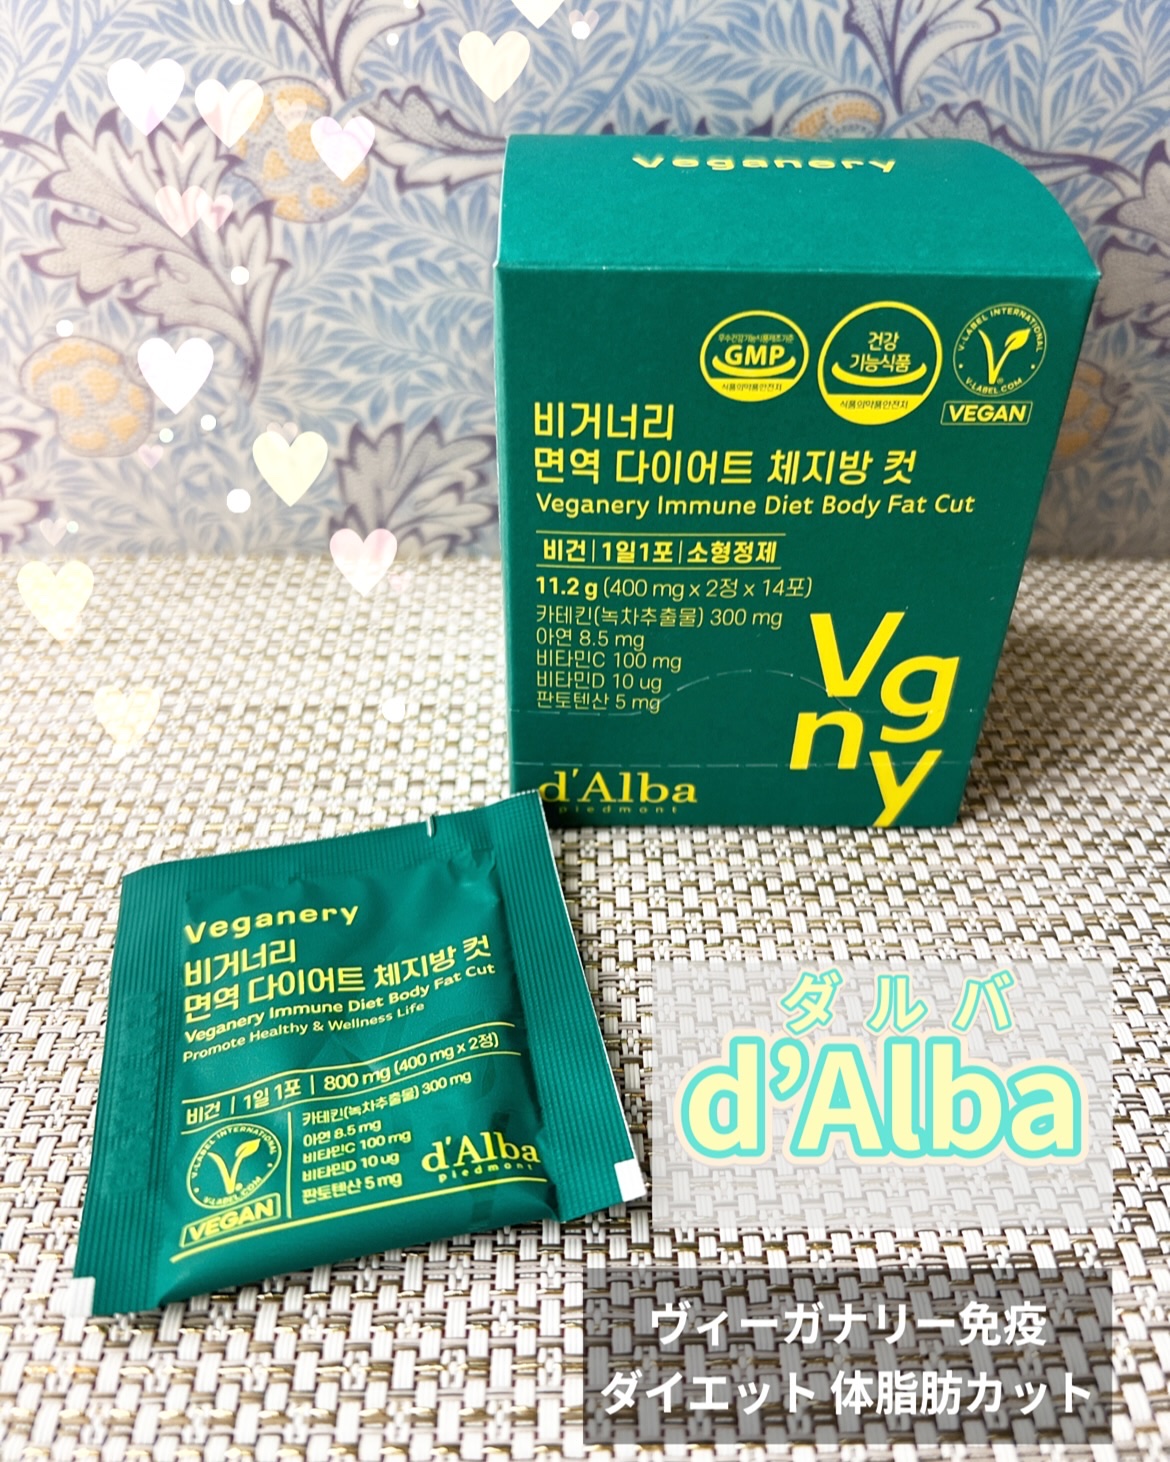 Veganery
우수건강기능식품제조기준
GMP
식품의약품안전처
건강
기능식품
식품의약품안전처
V-LABEL INTERNATIONAL
V-LABEL.COM
VEGAN
비거너리
면역 다이어트 체지방 컷
Veganery Immune Diet Body Fat Cut
비건|1일1포|소형정제
11.2 g (400 mg x 2정 x 14포)
카테킨(녹차추출물) 300 mg
아연 8.5 mg
비타민C 100 mg
비타민D 10 ug
판토텐산 5 mg
Vg
ny
d'Alba
piedmont
Veganery
비거너리
면역 다이어트 체지방 컷
Veganery Immune Diet Body Fat Cut
Promote Healthy & Wellness Life
비건 | 1일 1포 | 800 mg (400 mg x 2정)
V-LABEL INTERNATIONAL
V-LABEL.COM
VEGAN
카테킨(녹차추출물) 300 mg
아연 8.5 mg
비타민C 100 mg
비타민D 10 ug
판토텐산 5 mg
d'Alba
piedmont
ダルバ
d'Alba
ヴィーガナリー免疫
ダイエット 体脂肪カット